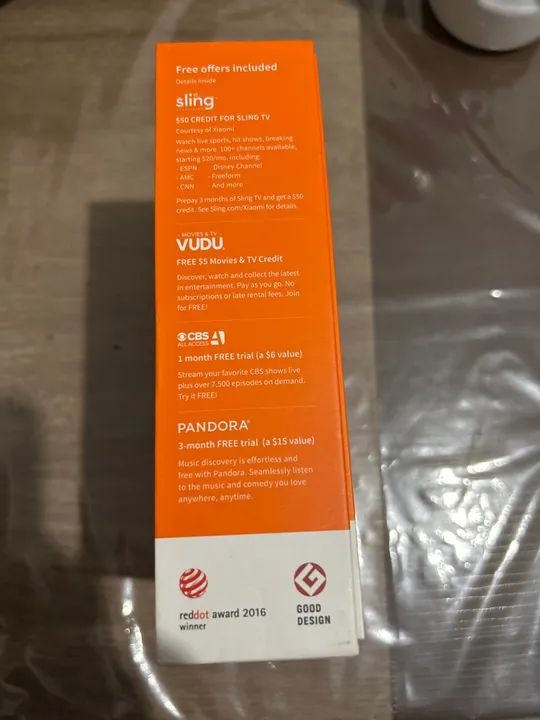 Free offers included
Details inside
sling
TELEVISION
$50 CREDIT FOR SLING TV
Courtesy of Xiaomi
Watch live sports, hit shows, breaking
news & more. 100+ channels available,
starting $20/mo. including:
- ESPN - Disney Channel
- AMC - Freeform
- CNN - And more
Prepay 3 months of Sling TV and get a $50
credit. See Sling.com/Xiaomi for details.
- MOVIES & TV -
VUDU
FREE $5 Movies & TV Credit
Discover, watch and collect the latest
in entertainment. Pay as you go. No
subscriptions or late rental fees. Join
for FREE!
CBS
ALL ACCESS
1 month FREE trial (a $6 value)
Stream your favorite CBS shows live
plus over 7,500 episodes on demand.
Try it FREE!
PANDORA®
3-month FREE trial (a $15 value)
Music discovery is effortless and
free with Pandora. Seamlessly listen
to the music and comedy you love
anywhere, anytime.
reddot award 2016
winner
GOOD
DESIGN